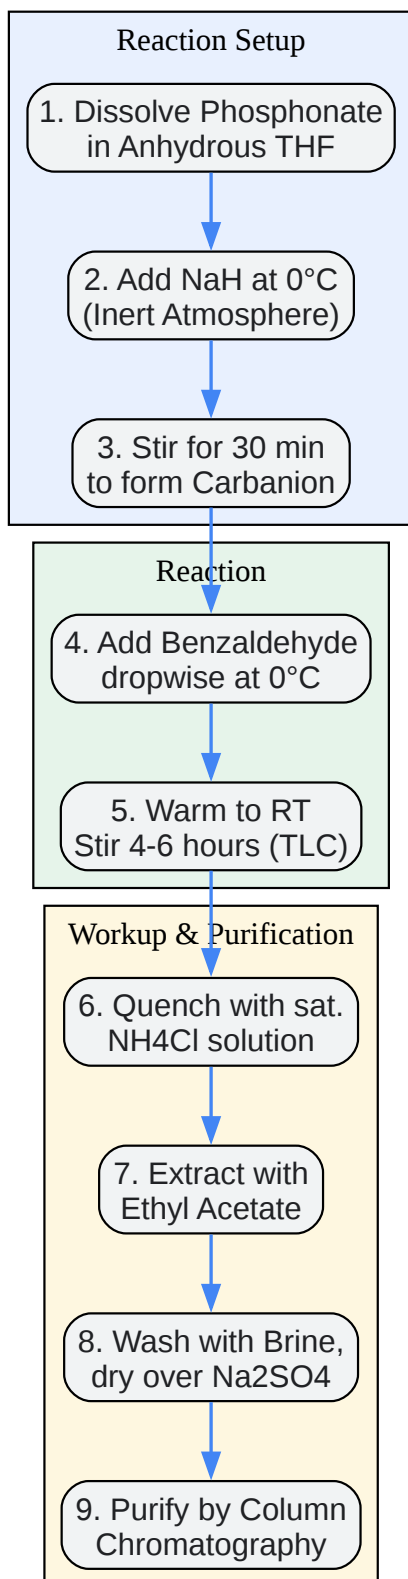 Reaction Setup
1. Dissolve Phosphonate
in Anhydrous THF
2. Add NaH at 0°C
(Inert Atmosphere)
3. Stir for 30 min
to form Carbanion
Reaction
4. Add Benzaldehyde
dropwise at 0°C
5. Warm to RT
Stir 4-6 hours (TLC)
Workup & Purification
6. Quench with sat.
NH4Cl solution
7. Extract with
Ethyl Acetate
8. Wash with Brine,
dry over Na2SO4
9. Purify by Column
Chromatography